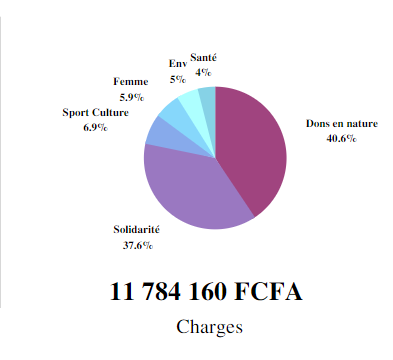 Santé
4%
Env
5%
Femme
5.9%
Sport Culture
6.9%
Dons en nature
40.6%
Solidarité
37.6%
11 784 160 FCFA
Charges